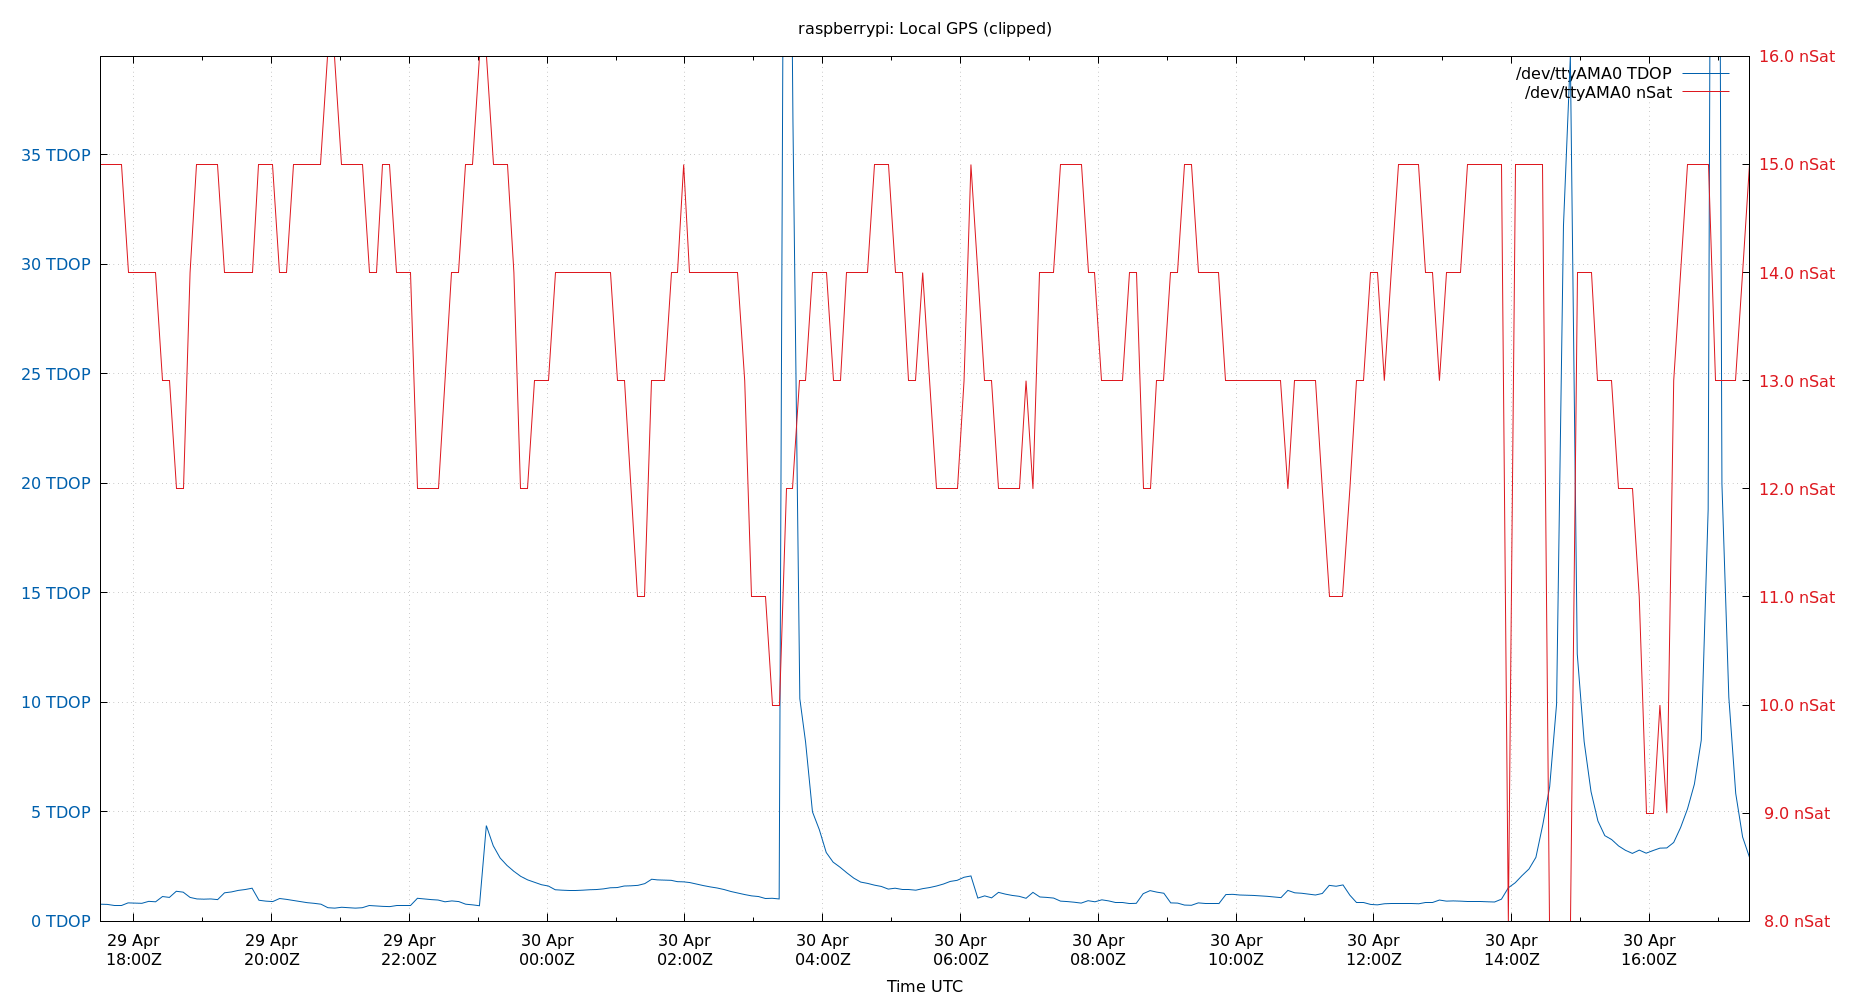 raspberrypi: Local GPS (clipped)
16.0 nSat
/dev/ttyAMA0 TDOP
/dev/ttyAMA0 nSat
35 TDOP
15.0 nSat
30 TDOP
14.0 nSat
25 TDOP
13.0 nSat
20 TDOP
12.0 nSat
15 TDOP
11.0 nSat
10 TDOP
10.0 nSat
5 TDOP
9.0 nSat
0 TDOP
8.0 nSat
29 Apr 29 Apr 29 Apr 30 Apr 30 Apr 30 Apr 30 Apr 30 Apr 30 Apr 30 Apr 30 Apr 30 Apr
18:00Z 20:00Z 22:00Z 00:00Z 02:00Z 04:00Z 06:00Z 08:00Z 10:00Z 12:00Z 14:00Z 16:00Z
Time UTC